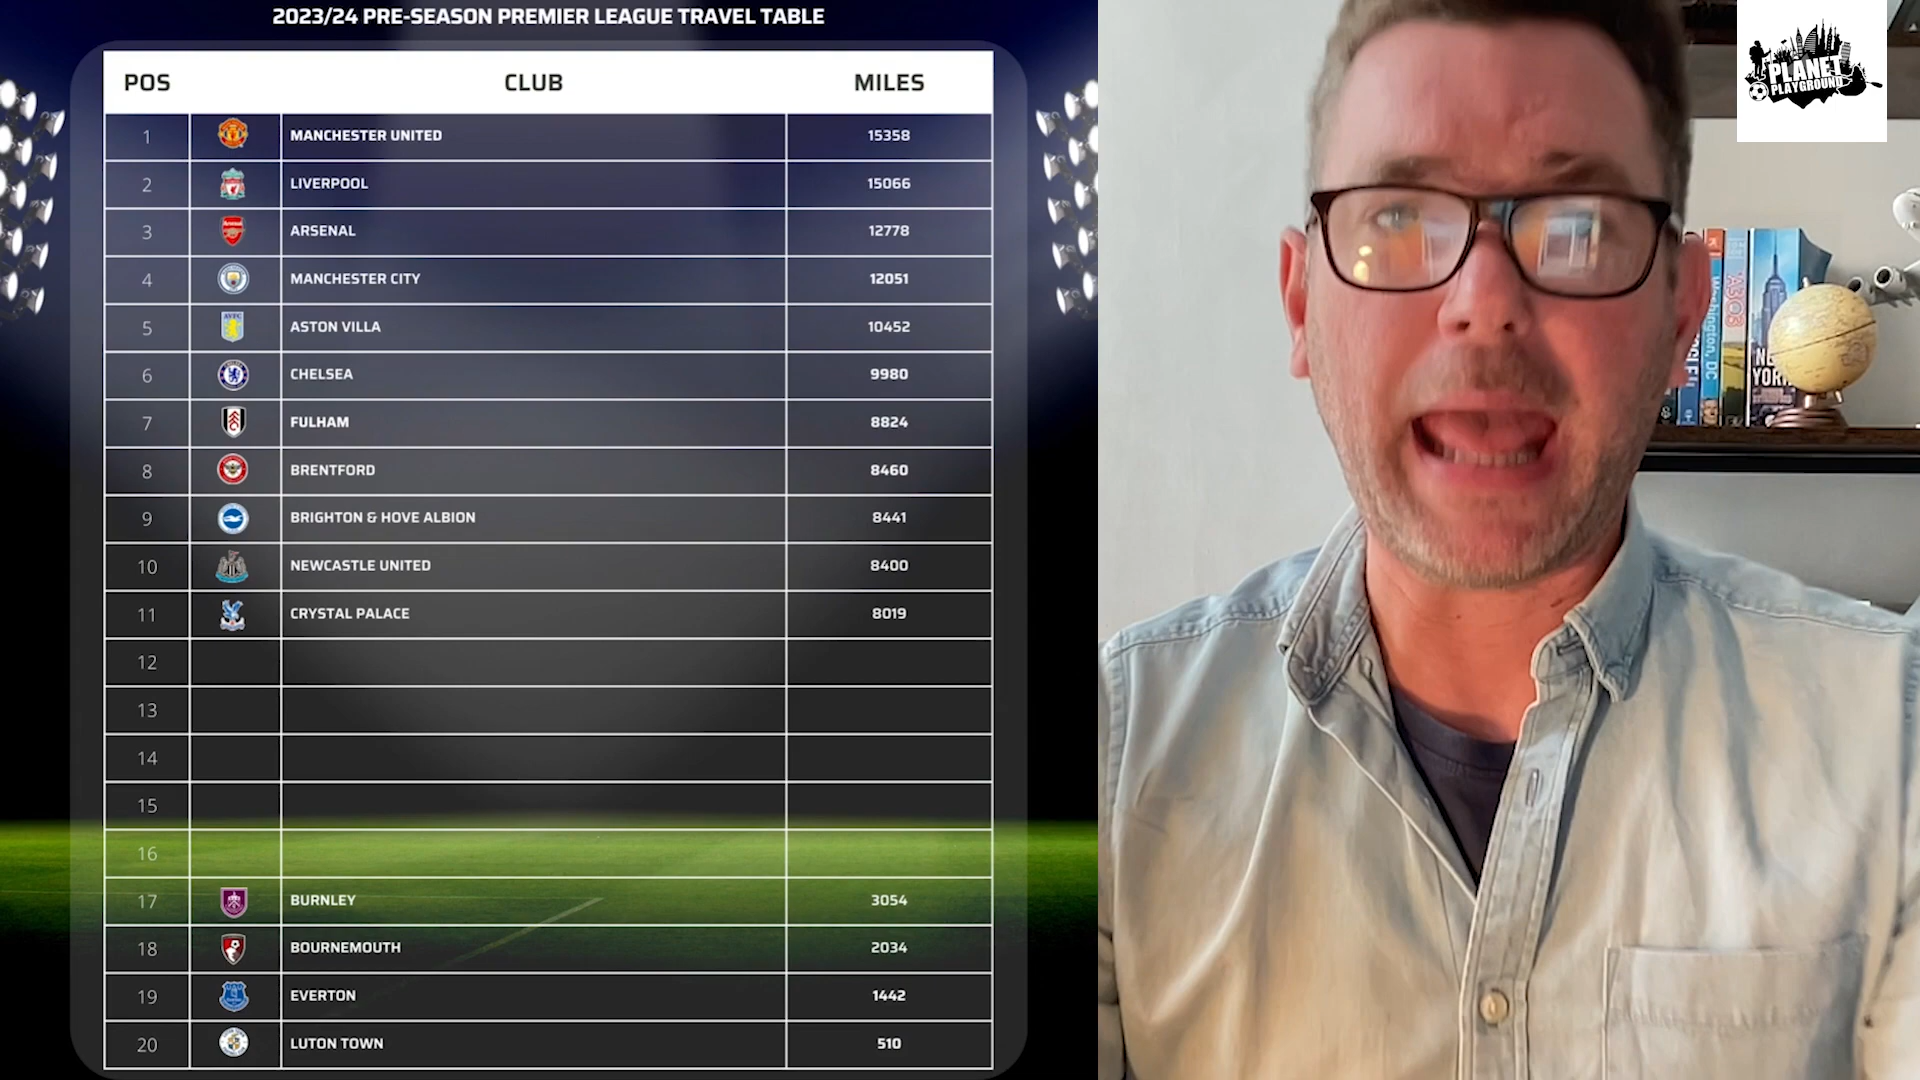 2023/24 PRE-SEASON PREMIER LEAGUE TRAVEL TABLE
POS CLUB MILES
1 MANCHESTER UNITED 15358
2 LIVERPOOL 15066
3 ARSENAL 12778
4 MANCHESTER CITY 12051
5 ASTON VILLA 10452
6 CHELSEA 9980
7 FULHAM 8824
8 BRENTFORD 8460
9 BRIGHTON & HOVE ALBION 8441
10 NEWCASTLE UNITED 8400
11 CRYSTAL PALACE 8019
12
13
14
15
16
17 BURNLEY 3054
18 BOURNEMOUTH 2034
19 EVERTON 1442
20 LUTON TOWN 510
PLANET
PLAYGROUND
Washington, DC